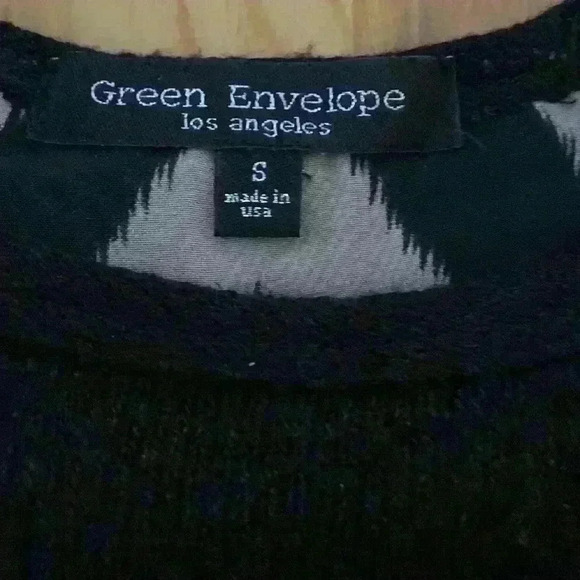 Green Envelope
los angeles
S
made in
usa